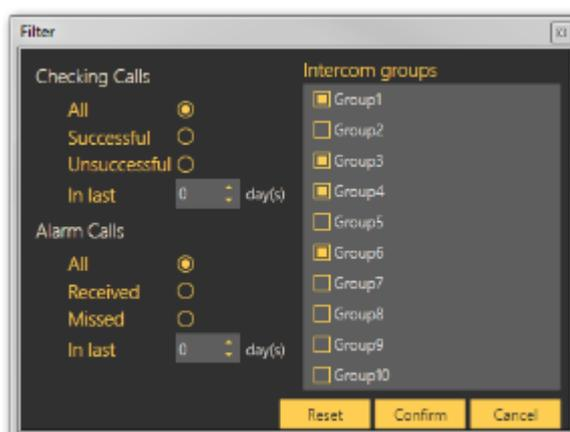 Filter
Checking Calls
All
Successful
Unsuccessful
In last 0 day(s)
Alarm Calls
All
Received
Missed
In last 0 day(s)
Intercom groups
Group1
Group2
Group3
Group4
Group5
Group6
Group7
Group8
Group9
Group10
Reset Confirm Cancel